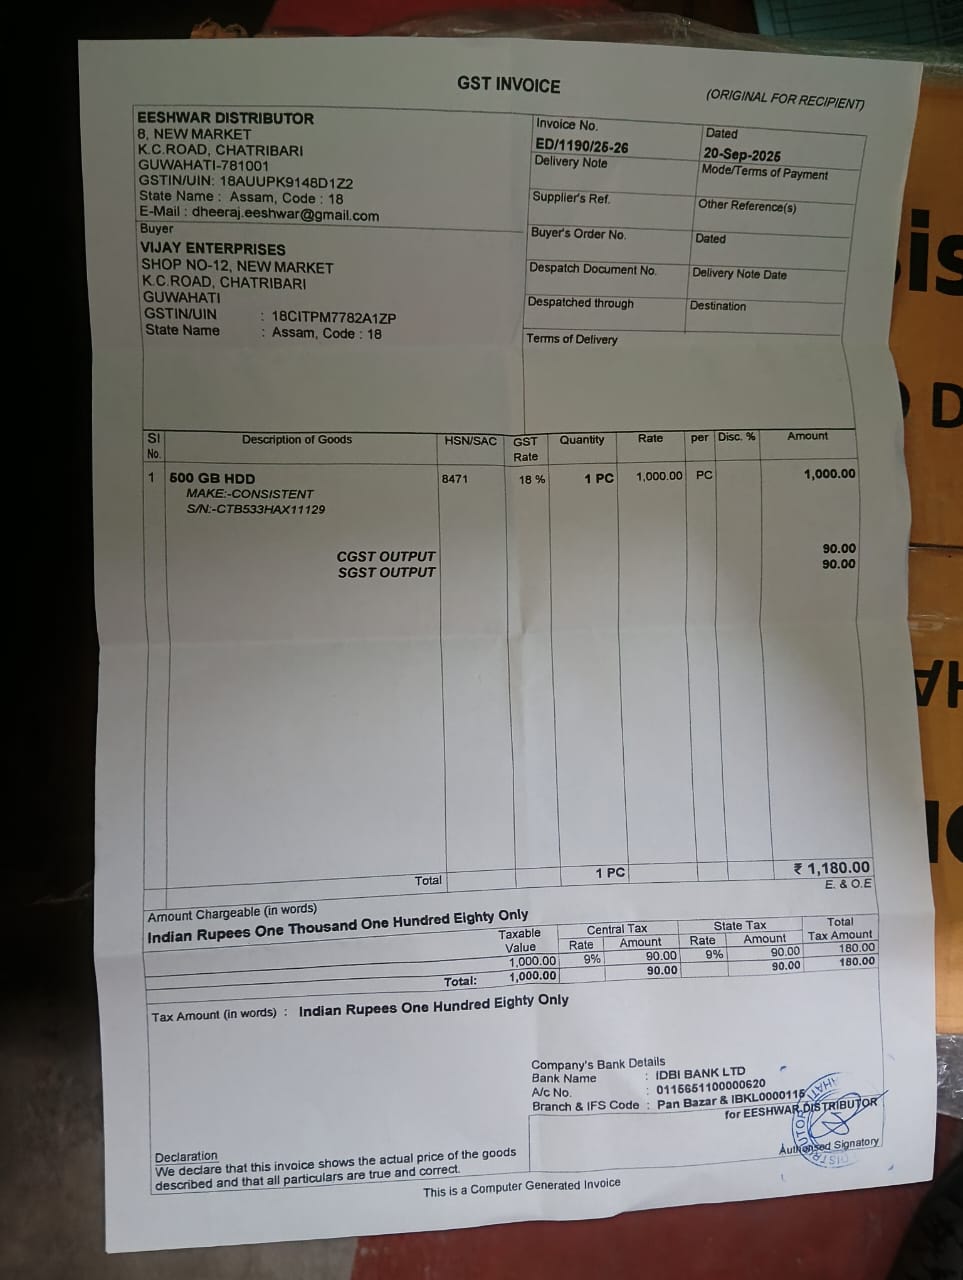 GST INVOICE
(ORIGINAL FOR RECIPIENT)
EESHWAR DISTRIBUTOR
8, NEW MARKET
K.C.ROAD, CHATRIBARI
GUWAHATI-781001
GSTIN/UIN: 18AUUPK9148D1Z2
State Name : Assam, Code : 18
E-Mail : dheeraj.eeshwar@gmail.com
Buyer
VIJAY ENTERPRISES
SHOP NO-12, NEW MARKET
K.C.ROAD, CHATRIBARI
GUWAHATI
GSTIN/UIN : 18CITPM7782A1ZP
State Name : Assam, Code : 18
Invoice No. Dated
ED/1190/25-26 20-Sep-2025
Delivery Note Mode/Terms of Payment
Supplier's Ref. Other Reference(s)
Buyer's Order No. Dated
Despatch Document No. Delivery Note Date
Despatched through Destination
Terms of Delivery
Sl No. Description of Goods HSN/SAC GST Rate Quantity Rate per Disc. % Amount
1 500 GB HDD 8471 18 % 1 PC 1,000.00 PC 1,000.00
MAKE:-CONSISTENT
S/N:-CTB533HAX11129
CGST OUTPUT 90.00
SGST OUTPUT 90.00
Total 1 PC ₹ 1,180.00
E. & O.E
Amount Chargeable (in words)
Indian Rupees One Thousand One Hundred Eighty Only
Taxable Value Central Tax State Tax Total Tax Amount
Rate Amount Rate Amount
1,000.00 9% 90.00 9% 90.00 180.00
Total: 1,000.00 90.00 90.00 180.00
Tax Amount (in words) : Indian Rupees One Hundred Eighty Only
Company's Bank Details
Bank Name : IDBI BANK LTD
A/c No. : 0115651100000620
Branch & IFS Code : Pan Bazar & IBKL0000115
for EESHWAR DISTRIBUTOR
Authorised Signatory
Declaration
We declare that this invoice shows the actual price of the goods
described and that all particulars are true and correct.
This is a Computer Generated Invoice